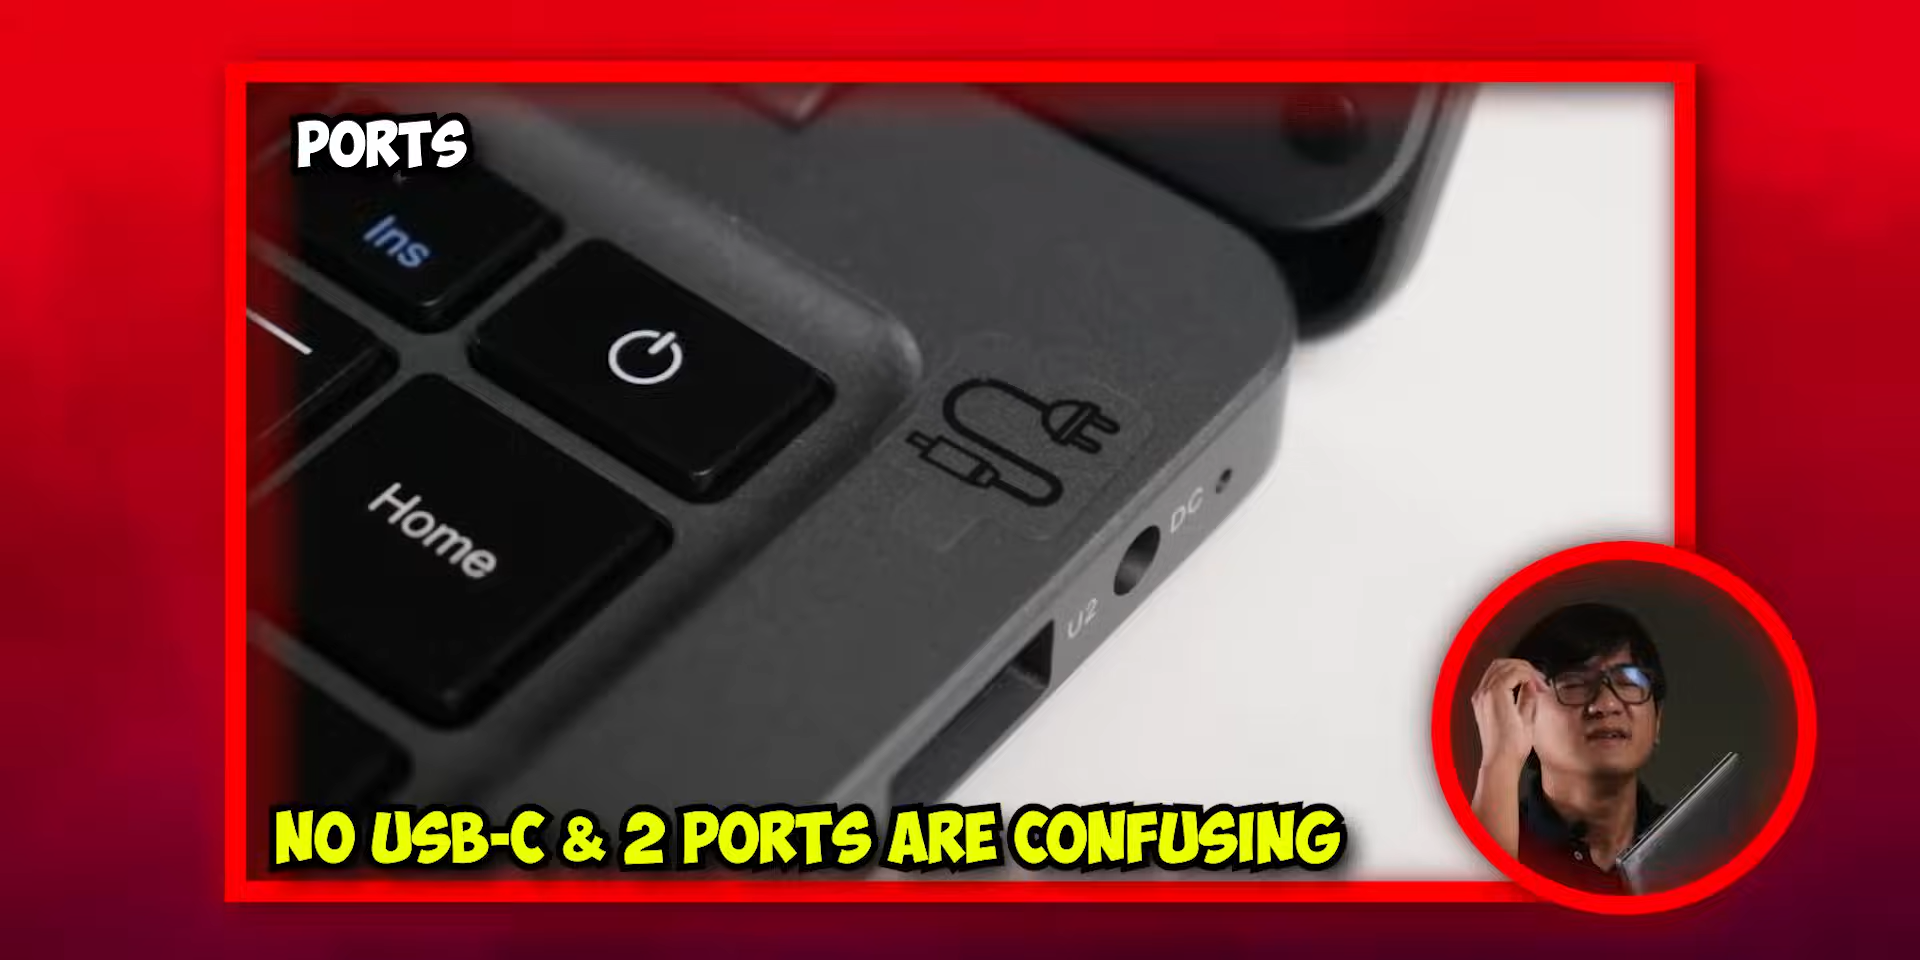 PORTS
Ins
Home
DC
U2
NO USB-C & 2 PORTS ARE CONFUSING